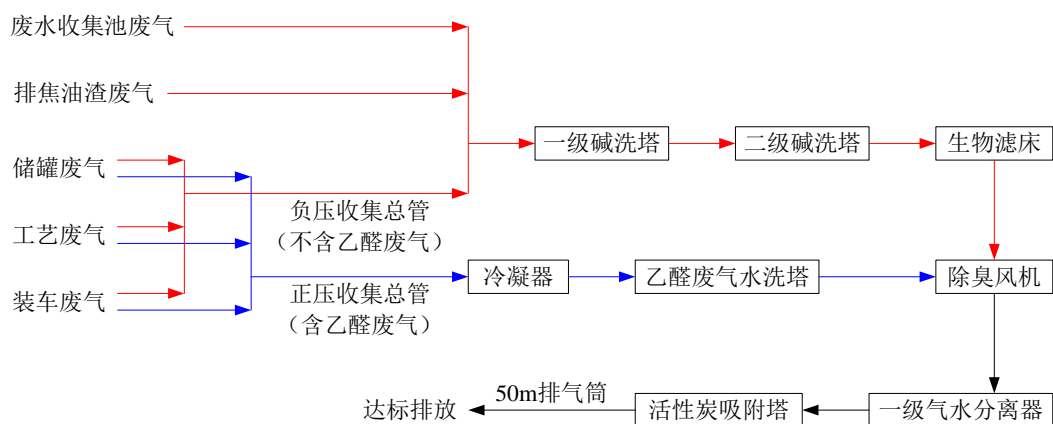 废水收集池废气
排焦油渣废气
储罐废气
工艺废气
装车废气
负压收集总管
（不含乙醛废气）
正压收集总管
（含乙醛废气）
一级碱洗塔
二级碱洗塔
生物滤床
冷凝器
乙醛废气水洗塔
除臭风机
达标排放
50m排气筒
活性炭吸附塔
一级气水分离器